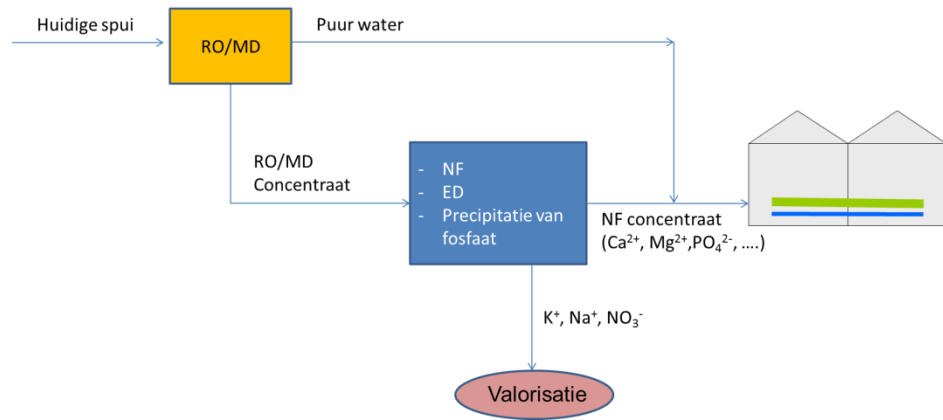 Huidige spui
RO/MD
Puur water
RO/MD
Concentraat
- NF
- ED
- Precipitatie van
fosfaat
NF concentraat
(Ca²⁺, Mg²⁺,PO₄²⁻, ....)
K⁺, Na⁺, NO₃⁻
Valorisatie